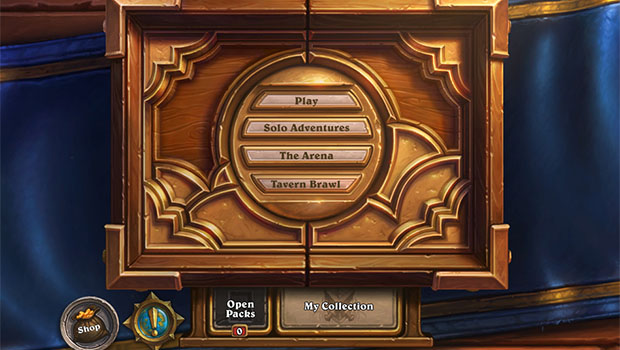 Play
Solo Adventures
The Arena
Tavern Brawl
Open
Packs
0
My Collection
Shop